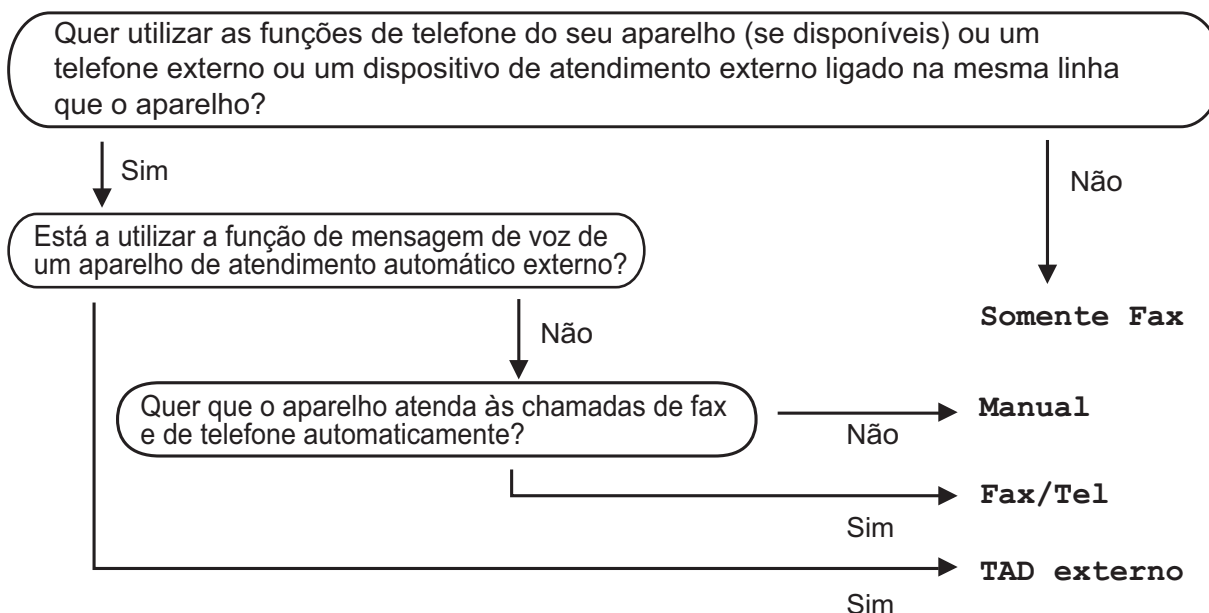 Quer utilizar as funções de telefone do seu aparelho (se disponíveis) ou um
telefone externo ou um dispositivo de atendimento externo ligado na mesma linha
que o aparelho?
Sim
Não
Está a utilizar a função de mensagem de voz de
um aparelho de atendimento automático externo?
Não
Somente Fax
Quer que o aparelho atenda às chamadas de fax
e de telefone automaticamente?
Não
Manual
Sim
Fax/Tel
Sim
TAD externo